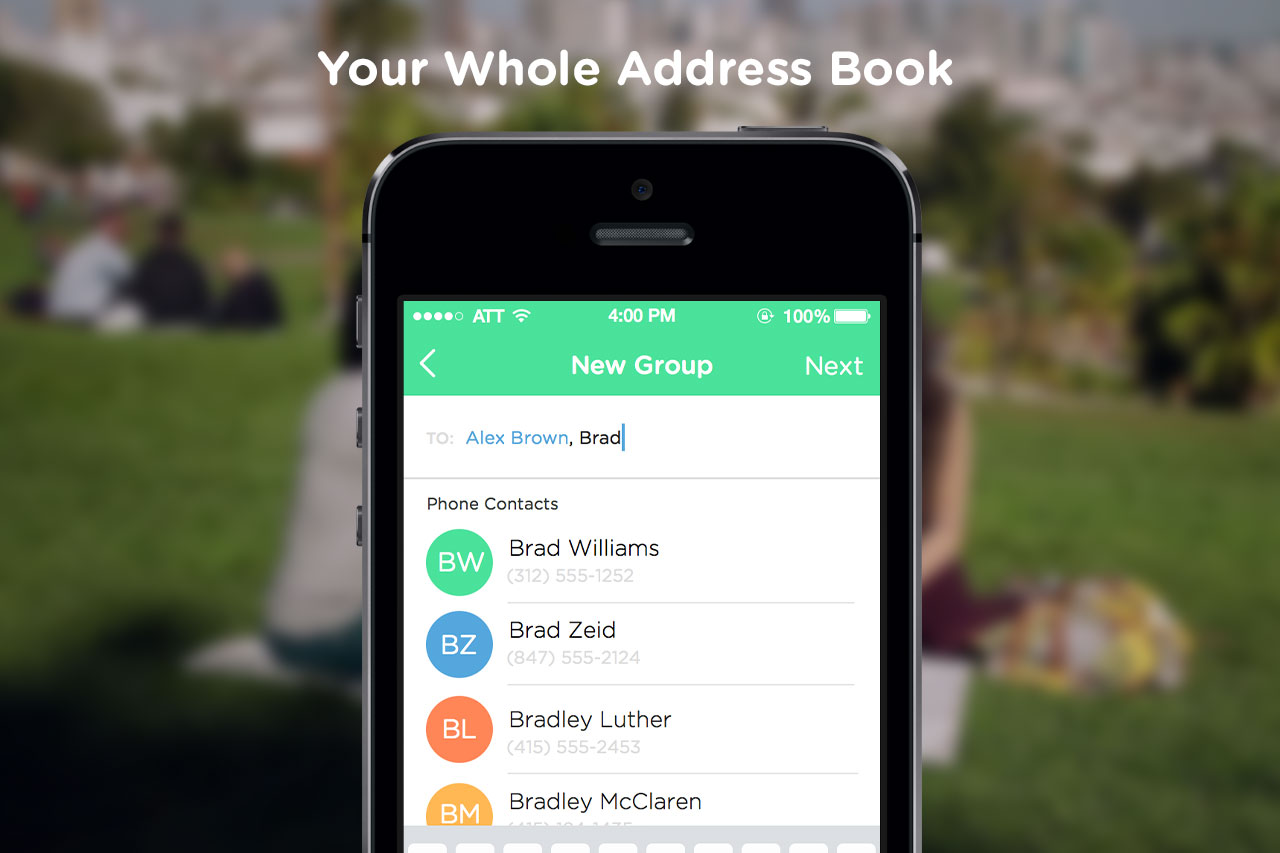 Your Whole Address Book
ATT 4:00 PM 100%
New Group Next
TO: Alex Brown, Brad
Phone Contacts
BW Brad Williams
(312) 555-1252
BZ Brad Zeid
(847) 555-2124
BL Bradley Luther
(415) 555-2453
BM Bradley McClaren